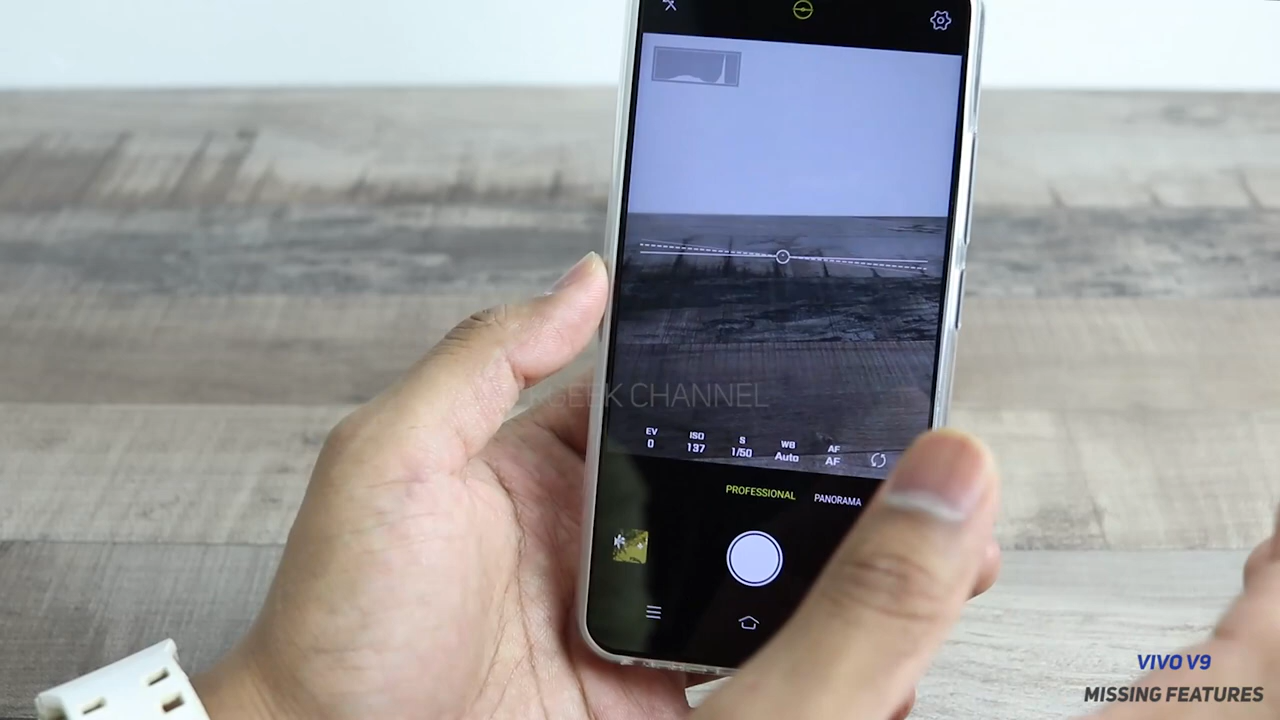 GEEK CHANNEL
EV
0
ISO
137
S
1/50
WB
Auto
AF
AF
PROFESSIONAL
PANORAMA
VIVO V9
MISSING FEATURES